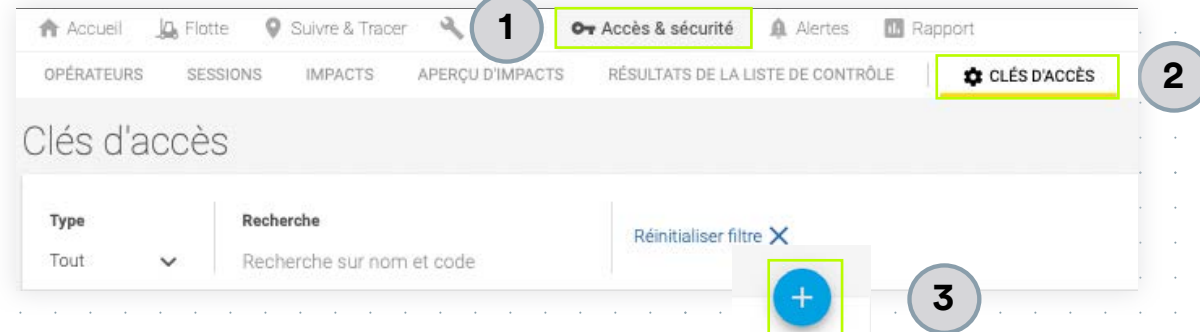 Accueil Flotte Suivre & Tracer 1 Accès & sécurité Alertes Rapport
OPÉRATEURS SESSIONS IMPACTS APERÇU D'IMPACTS RÉSULTATS DE LA LISTE DE CONTRÔLE CLÉS D'ACCÈS 2
Clés d'accès
Type Recherche
Réinitialiser filtre
Tout Recherche sur nom et code
3